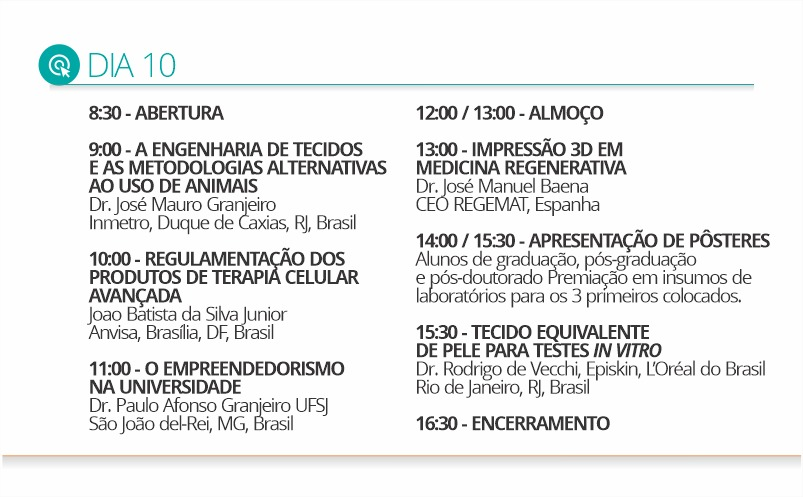 DIA 10
8:30 - ABERTURA
9:00 - A ENGENHARIA DE TECIDOS
E AS METODOLOGIAS ALTERNATIVAS
AO USO DE ANIMAIS
Dr. José Mauro Granjeiro
Inmetro, Duque de Caxias, RJ, Brasil
10:00 - REGULAMENTAÇÃO DOS
PRODUTOS DE TERAPIA CELULAR
AVANÇADA
Joao Batista da Silva Junior
Anvisa, Brasília, DF, Brasil
11:00 - O EMPREENDEDORISMO
NA UNIVERSIDADE
Dr. Paulo Afonso Granjeiro UFSJ
São João del-Rei, MG, Brasil
12:00 / 13:00 - ALMOÇO
13:00 - IMPRESSÃO 3D EM
MEDICINA REGENERATIVA
Dr. José Manuel Baena
CEO REGEMAT, Espanha
14:00 / 15:30 - APRESENTAÇÃO DE PÔSTERES
Alunos de graduação, pós-graduação
e pós-doutorado Premiação em insumos de
laboratórios para os 3 primeiros colocados.
15:30 - TECIDO EQUIVALENTE
DE PELE PARA TESTES IN VITRO
Dr. Rodrigo de Vecchi, Episkin, L'Oréal do Brasil
Rio de Janeiro, RJ, Brasil
16:30 - ENCERRAMENTO